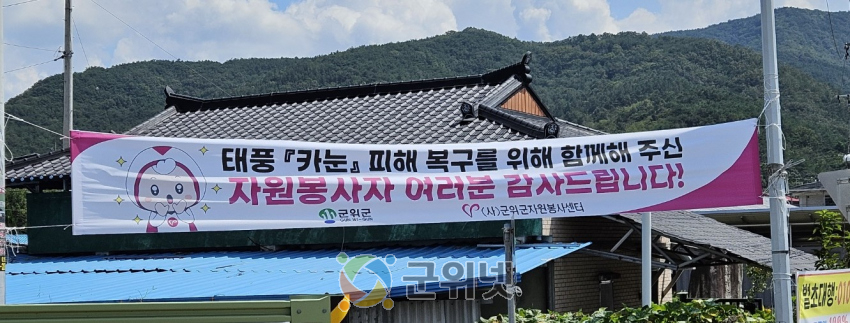 태풍 『카눈』 피해 복구를 위해 함께해 주신
자원봉사자 여러분 감사드립니다!
군위군
(사)군위군자원봉사센터
군위넷
벌초대행:010